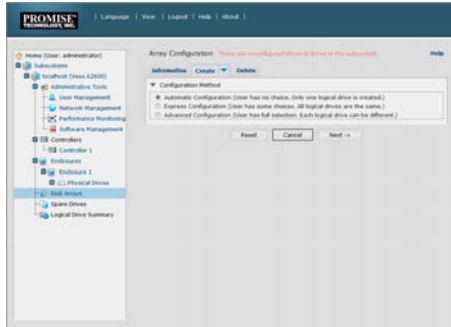 PROMISE
TECHNOLOGY, INC.
| Language | View | Logout | Help | About |
Home (User: administrator)
Subsystems
localhost (Vess A2600)
Administrative Tools
User Management
Network Management
Performance Monitoring
Software Management
Controllers
Controller 1
Enclosures
Enclosure 1
Physical Drives
Disk Arrays
Spare Drives
Logical Drive Summary
Array Configuration There are unconfigured physical drives in the subsystem. Help
Information Create Delete
Configuration Method
Automatic Configuration (User has no choice. Only one logical drive is created.)
Express Configuration (User has some choices. All logical drives are the same.)
Advanced Configuration (User has full selection. Each logical drive can be different.)
Reset Cancel Next ->